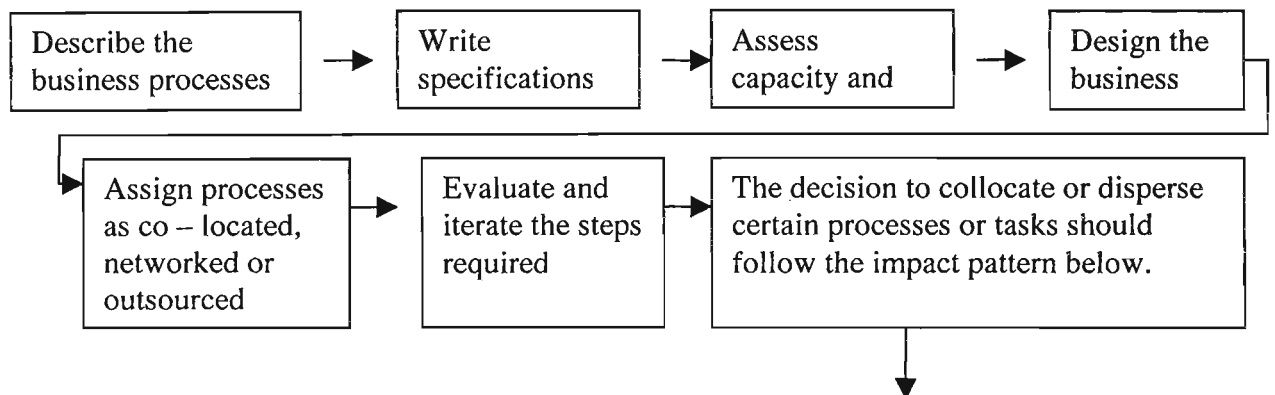 Describe the
business processes
Write
specifications
Assess
capacity and
Design the
business
Assign processes
as co – located,
networked or
outsourced
Evaluate and
iterate the steps
required
The decision to collocate or disperse
certain processes or tasks should
follow the impact pattern below.